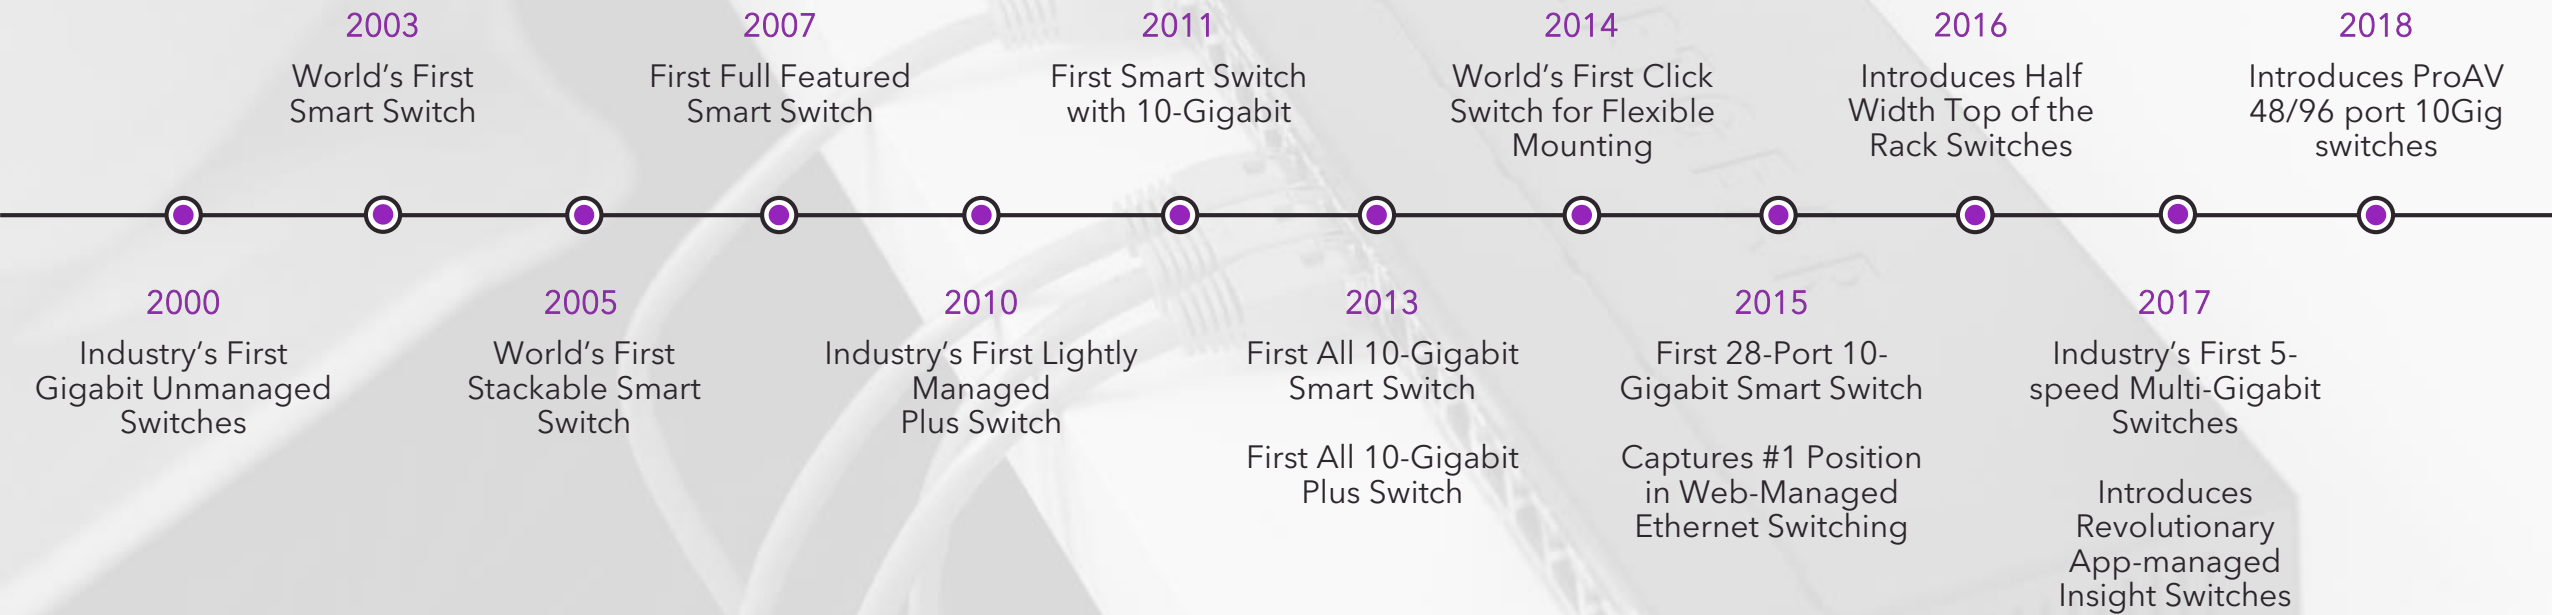 2003
World's First
Smart Switch
2007
First Full Featured
Smart Switch
2011
First Smart Switch
with 10-Gigabit
2014
World's First Click
Switch for Flexible
Mounting
2016
Introduces Half
Width Top of the
Rack Switches
2018
Introduces ProAV
48/96 port 10Gig
switches
2000
Industry's First
Gigabit Unmanaged
Switches
2005
World's First
Stackable Smart
Switch
2010
Industry's First Lightly
Managed
Plus Switch
2013
First All 10-Gigabit
Smart Switch
First All 10-Gigabit
Plus Switch
2015
First 28-Port 10-
Gigabit Smart Switch
Captures #1 Position
in Web-Managed
Ethernet Switching
2017
Industry's First 5-
speed Multi-Gigabit
Switches
Introduces
Revolutionary
App-managed
Insight Switches